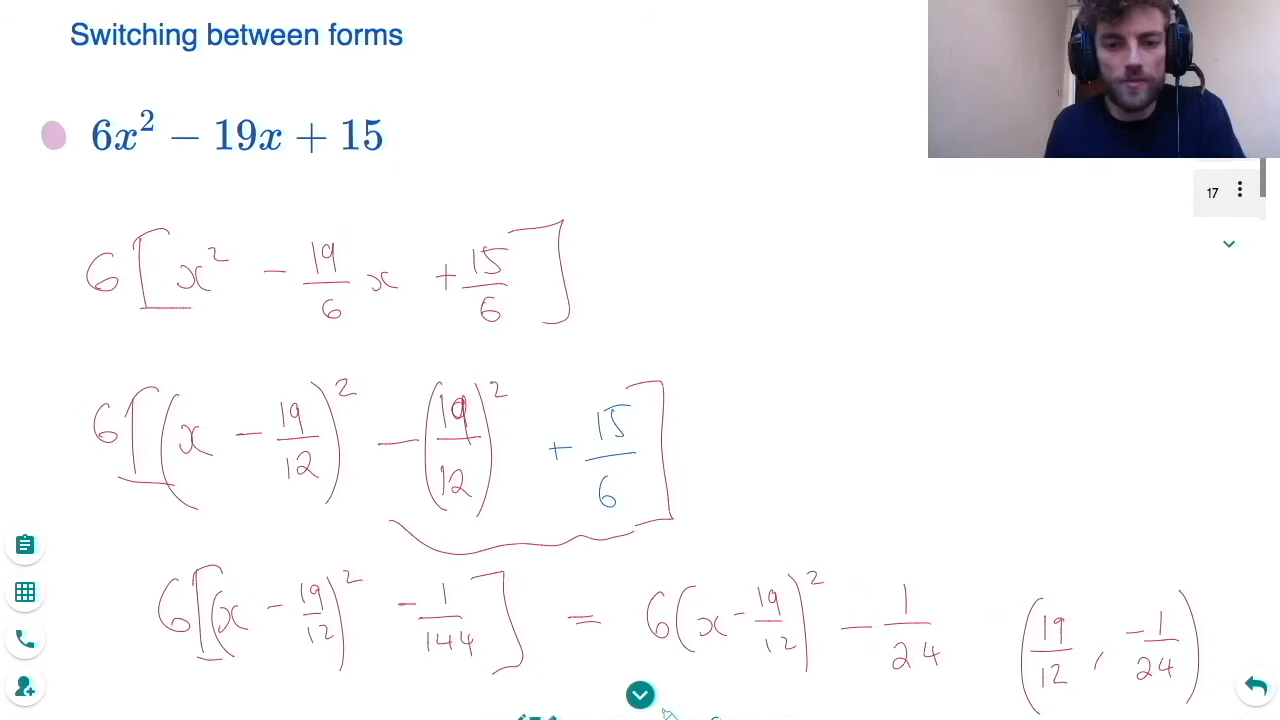 Switching between forms
6x² − 19x + 15
17
6[x² − 19/6 x + 15/6]
6[(x − 19/12)² − (19/12)² + 15/6]
6[(x − 19/12)² − 1/144] = 6(x − 19/12)² − 1/24 (19/12, −1/24)